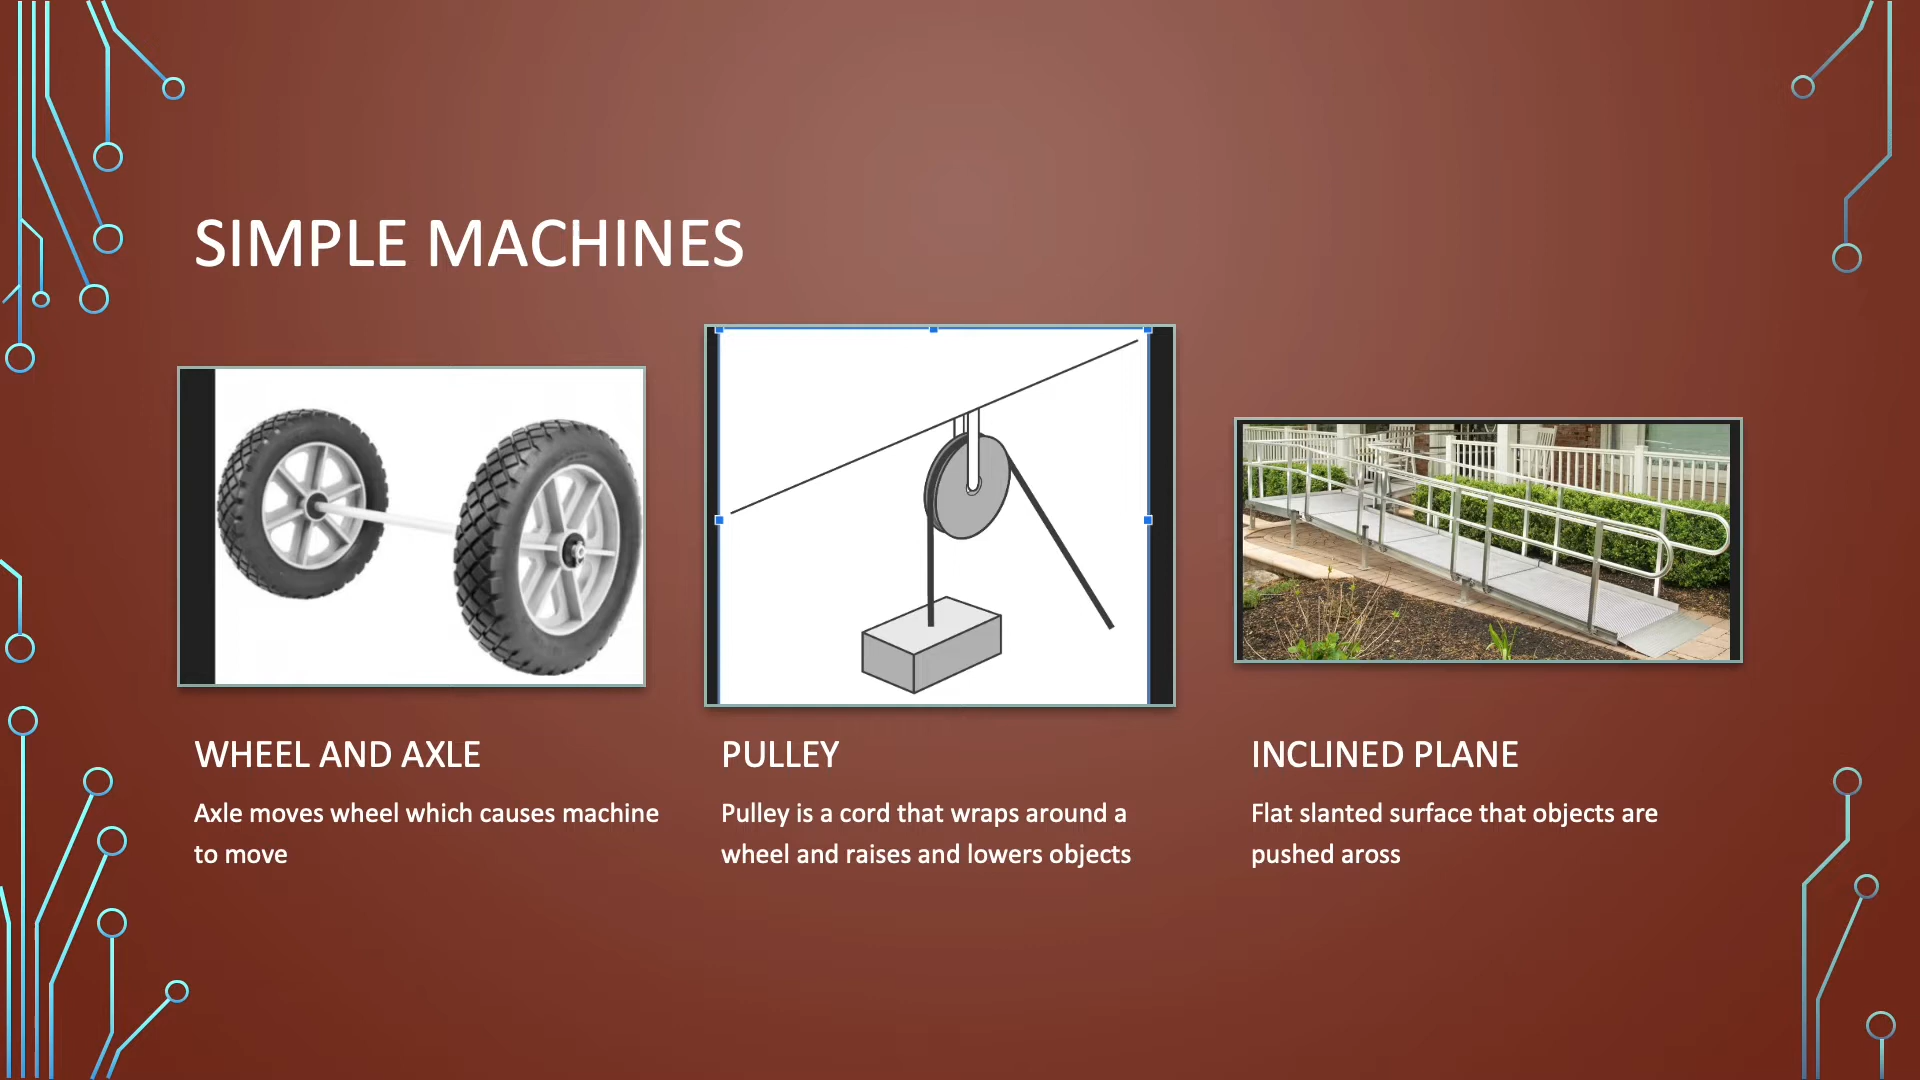 SIMPLE MACHINES
WHEEL AND AXLE
Axle moves wheel which causes machine
to move
PULLEY
Pulley is a cord that wraps around a
wheel and raises and lowers objects
INCLINED PLANE
Flat slanted surface that objects are
pushed aross